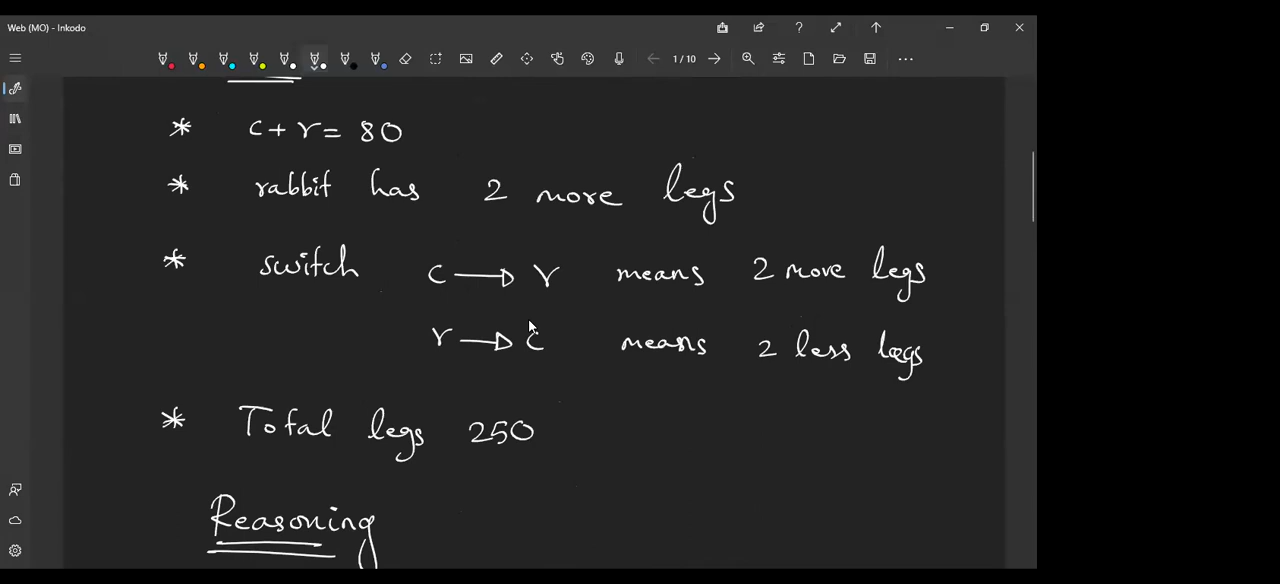 Web (MO) - Inkodo
1 / 10
* c + r = 80
* rabbit has 2 more legs
* switch c → r means 2 more legs
r → c means 2 less legs
* Total legs 250
Reasoning